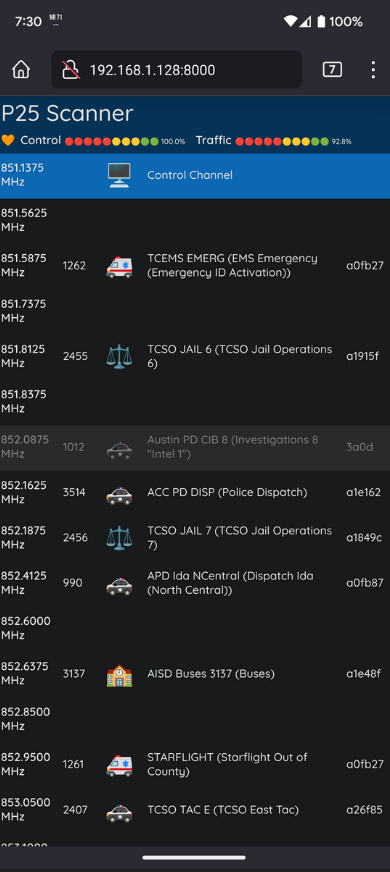 7:30
100%
192.168.1.128:8000
7
P25 Scanner
Control 100.0% Traffic 92.8%
851.1375
MHz
Control Channel
851.5625
MHz
851.5875
MHz
1262
TCEMS EMERG (EMS Emergency
(Emergency ID Activation))
a0fb27
851.7375
MHz
851.8125
MHz
2455
TCSO JAIL 6 (TCSO Jail Operations
6)
a1915f
851.8375
MHz
852.0875
MHz
1012
Austin PD CIB 8 (Investigations 8
"Intel 1")
3a0d
852.1625
MHz
3514
ACC PD DISP (Police Dispatch)
a1e162
852.1875
MHz
2456
TCSO JAIL 7 (TCSO Jail Operations
7)
a1849c
852.4125
MHz
990
APD Ida NCentral (Dispatch Ida
(North Central))
a0fb87
852.6000
MHz
852.6375
MHz
3137
AISD Buses 3137 (Buses)
a1e48f
852.8500
MHz
852.9500
MHz
1261
STARFLIGHT (Starflight Out of
County)
a0fb27
853.0500
MHz
2407
TCSO TAC E (TCSO East Tac)
a26f85